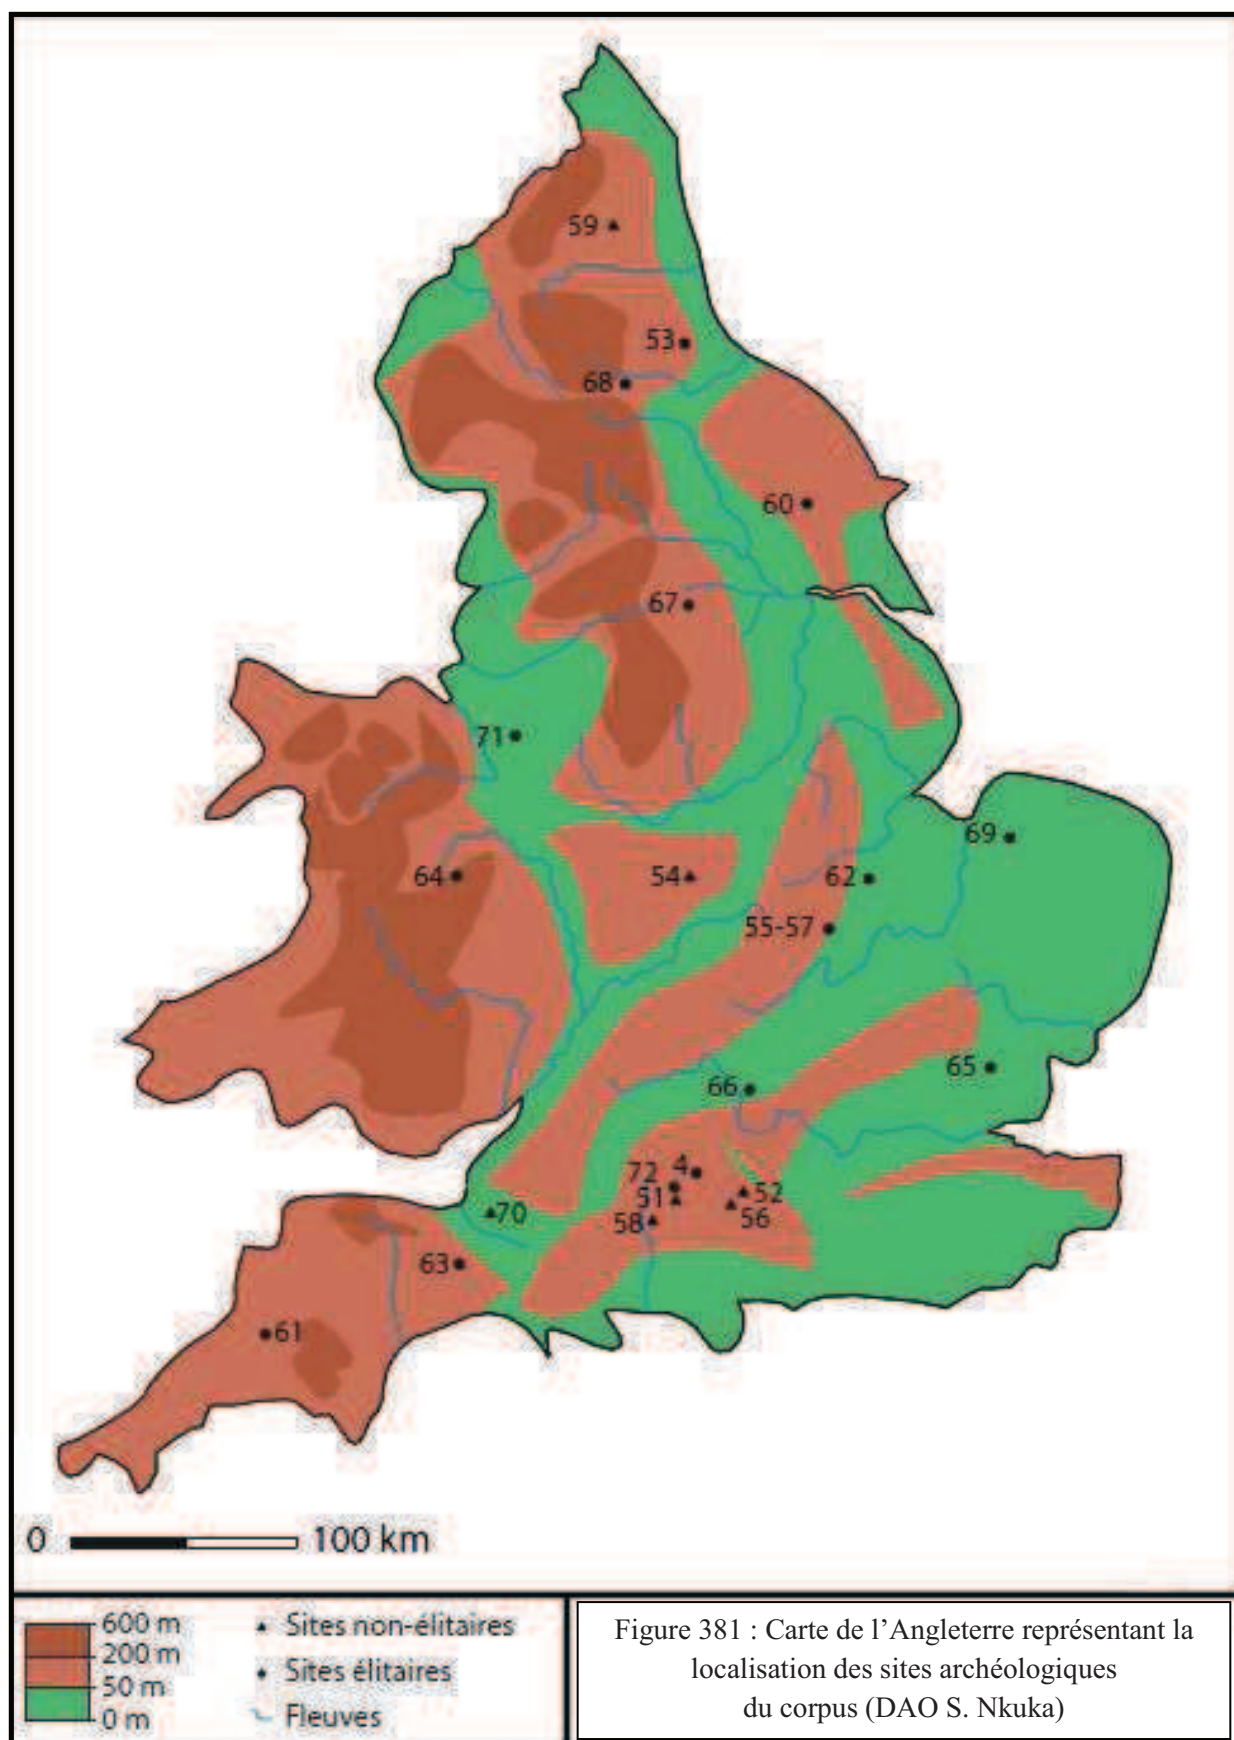 59
53
68
60
67
71
69
64
54
62
55-57
65
66
4
72
51
52
56
58
70
63
61
0 100 km
600 m
200 m
50 m
0 m
Sites non-élitaires
Sites élitaires
Fleuves
Figure 381 : Carte de l’Angleterre représentant la
localisation des sites archéologiques
du corpus (DAO S. Nkuka)